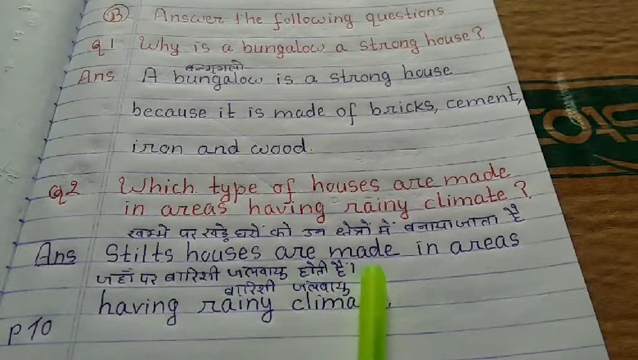 (B) Answer the following questions
Q1 Why is a bungalow a strong house?
बन्गलो
Ans A bungalow is a strong house
because it is made of bricks, cement,
iron and wood.
Q2 Which type of houses are made
in areas having rainy climate?
खम्भे पर खड़े घरों को उन क्षेत्रों में बनाया जाता है
Ans Stilts houses are made in areas
जहाँ पर बारिशी जलवायु होती है।
बारिशी जलवायु
having rainy clima
P 10